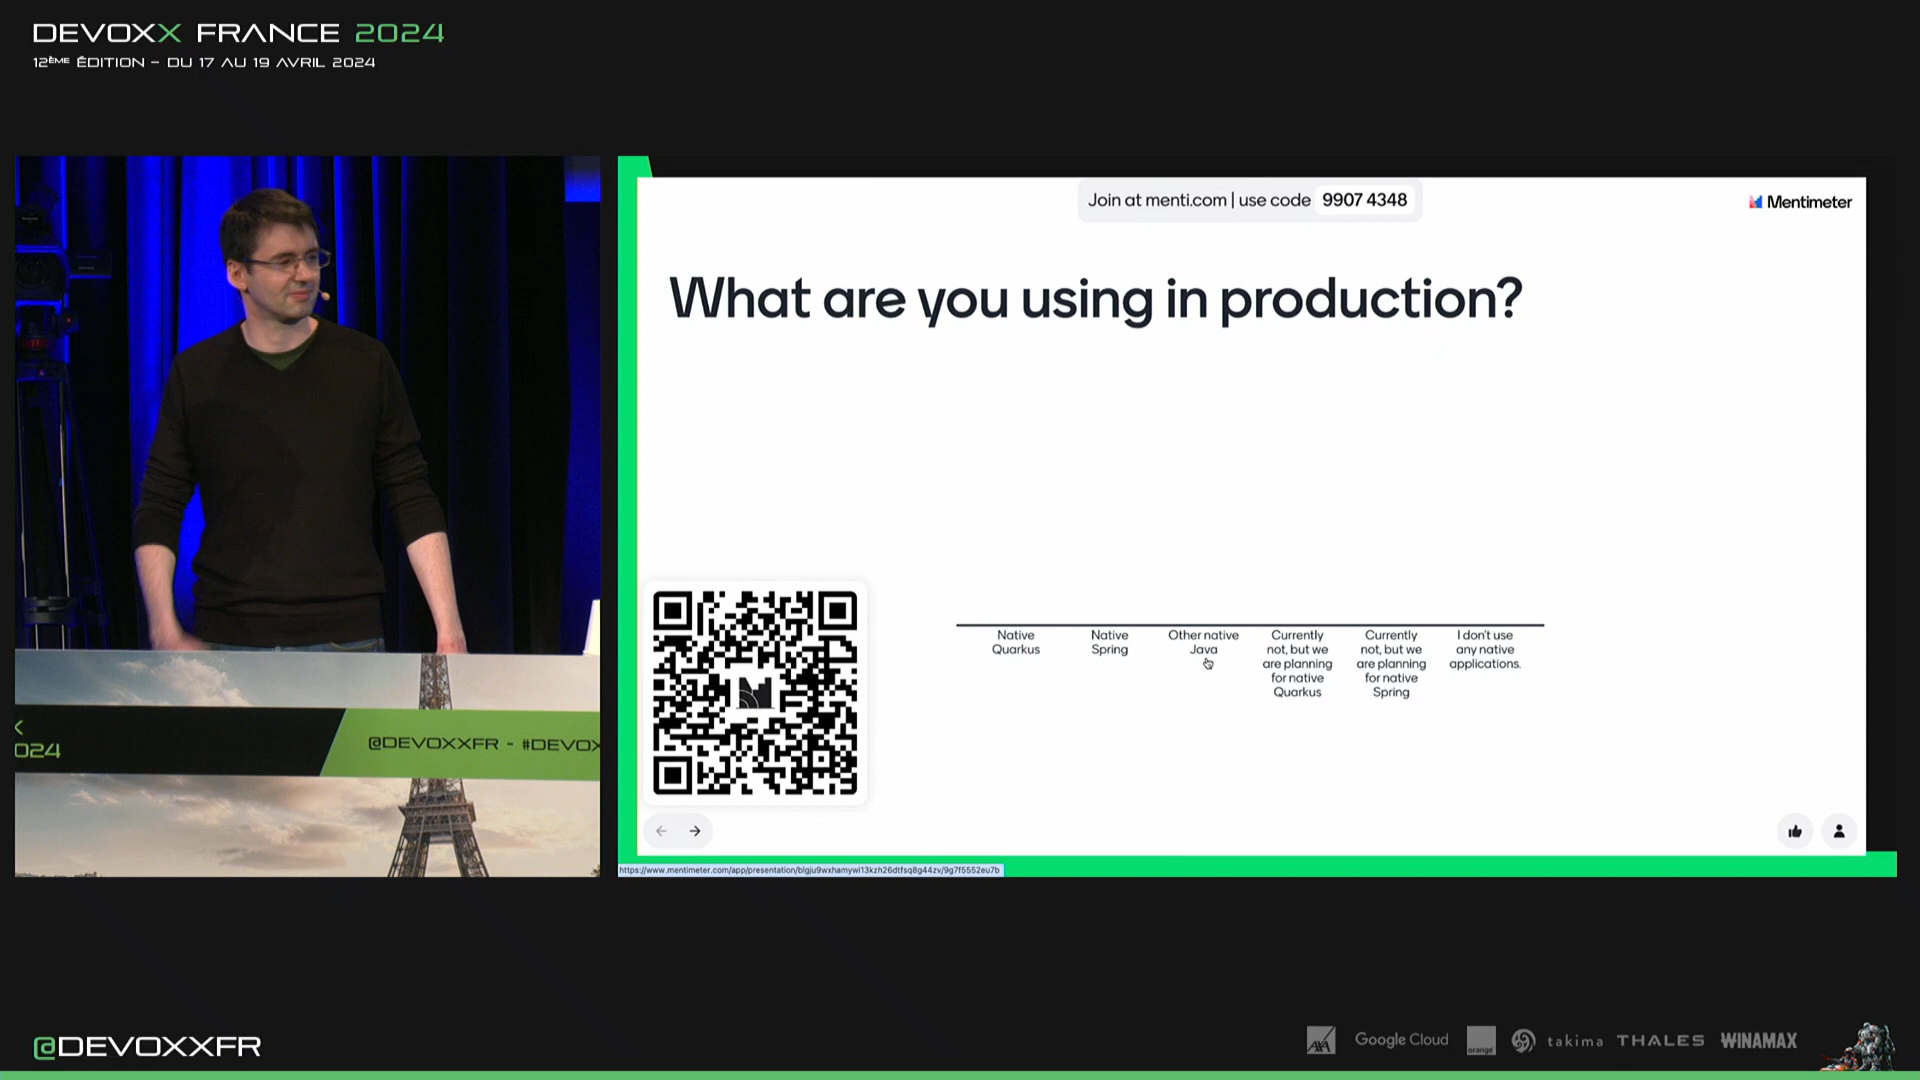 DEVOXX FRANCE 2024
12ÈME ÉDITION – DU 17 AU 19 AVRIL 2024
Join at menti.com | use code 9907 4348
Mentimeter
What are you using in production?
Native
Quarkus
Native
Spring
Other native
Java
Currently
not, but we
are planning
for native
Quarkus
Currently
not, but we
are planning
for native
Spring
I don't use
any native
applications.
X
024
@DEVOXXFR - #DEVOX
@DEVOXXFR
AXA
Google Cloud
orange
takima
THALES
WINAMAX